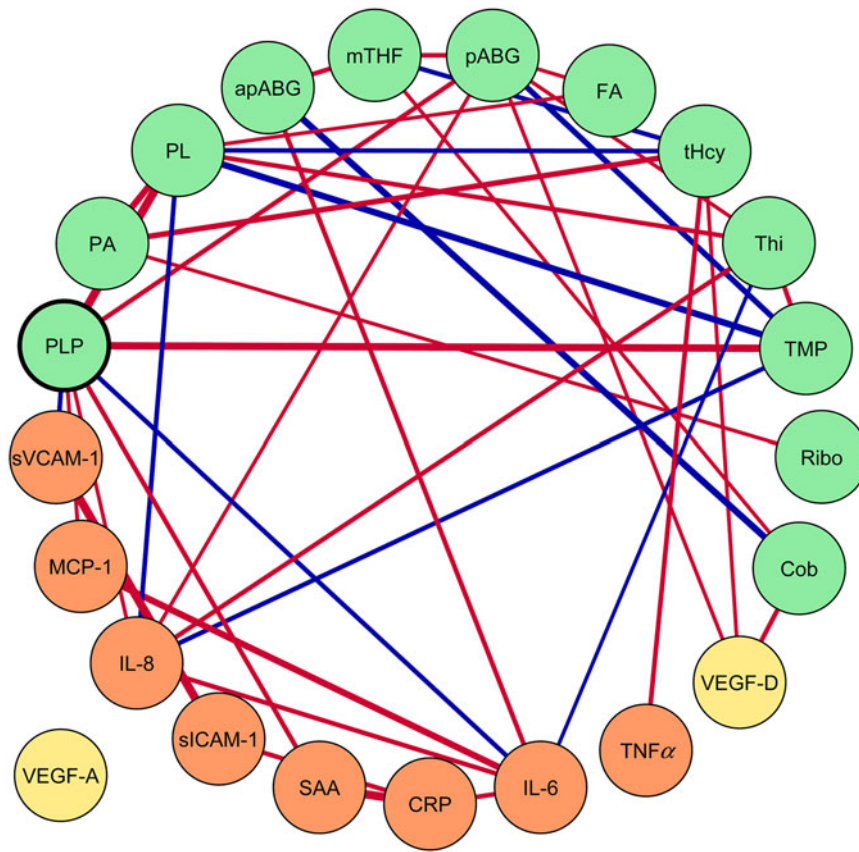 mTHF
pABG
apABG
FA
PL
tHcy
PA
Thi
PLP
TMP
sVCAM-1
Ribo
MCP-1
Cob
IL-8
VEGF-D
sICAM-1
TNFα
VEGF-A
SAA
CRP
IL-6